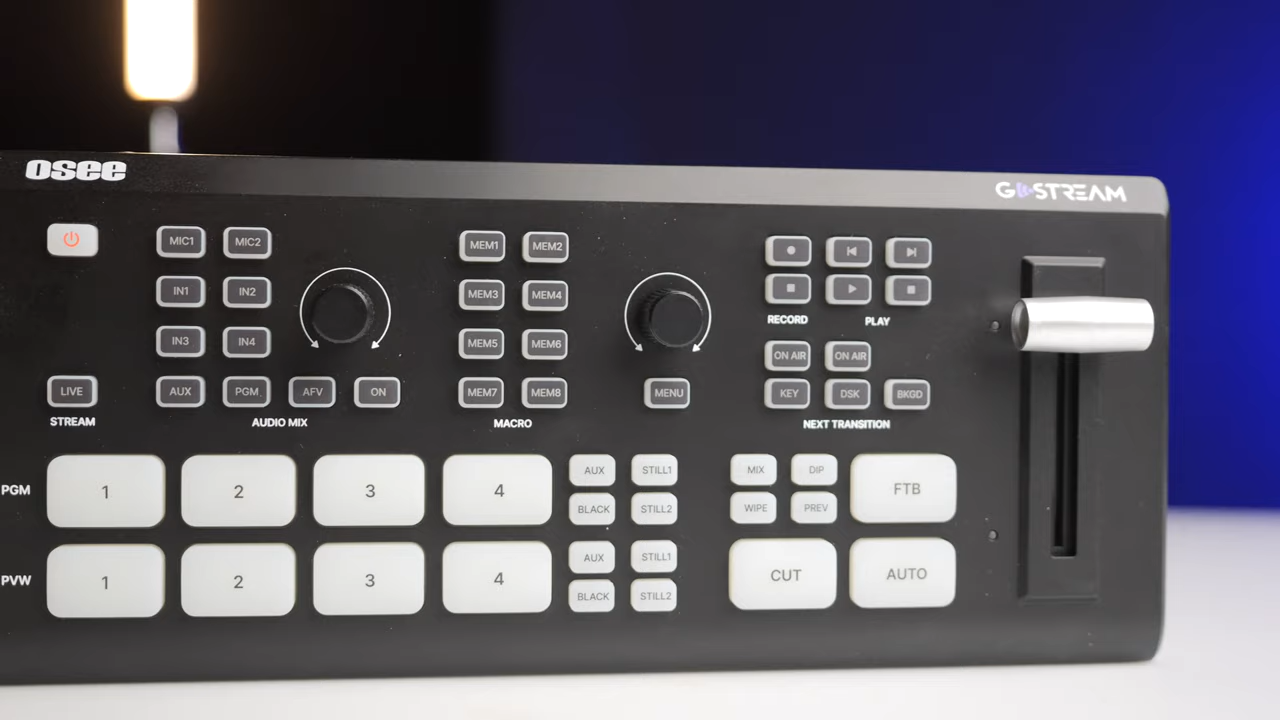 osee
GOSTREAM
MIC1 MIC2 MEM1 MEM2
IN1 IN2 MEM3 MEM4
RECORD PLAY
IN3 IN4 MEM5 MEM6 ON AIR ON AIR
LIVE AUX PGM AFV ON MEM7 MEM8 MENU KEY DSK BKGD
STREAM AUDIO MIX MACRO NEXT TRANSITION
PGM 1 2 3 4 AUX STILL1 MIX DIP FTB
BLACK STILL2 WIPE PREV
PVW 1 2 3 4 AUX STILL1 CUT AUTO
BLACK STILL2